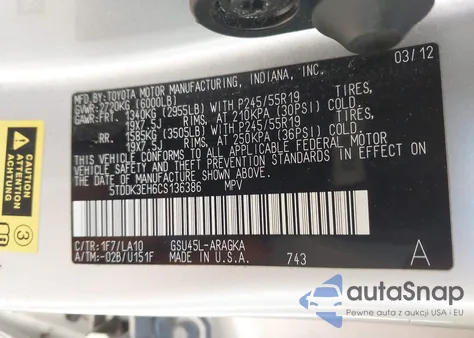 MFD. BY: TOYOTA MOTOR MANUFACTURING, INDIANA, INC. 03/12
GVWR: 2720KG (6000LB)
GAWR: FRT. 1340KG (2955LB) WITH P245/55R19 TIRES,
19X7.5J RIMS, AT 210KPA (30PSI) COLD.
RR. 1585KG (3505LB) WITH P245/55R19 TIRES,
19X7.5J RIMS, AT 250KPA (36PSI) COLD.
THIS VEHICLE CONFORMS TO ALL APPLICABLE FEDERAL MOTOR
VEHICLE SAFETY AND THEFT PREVENTION STANDARDS IN EFFECT
ON THE DATE OF MANUFACTURE SHOWN ABOVE.
5TDDK3EH6CS136386 MPV
C/TR: 1F7/LA10 GSU45L-ARAGKA
A/TM:-02B/U151F MADE IN U.S.A. 743 A
CAUTION
ACHTUNG
ATTENTION
autoSnap
Pewne auta z aukcji USA i EU